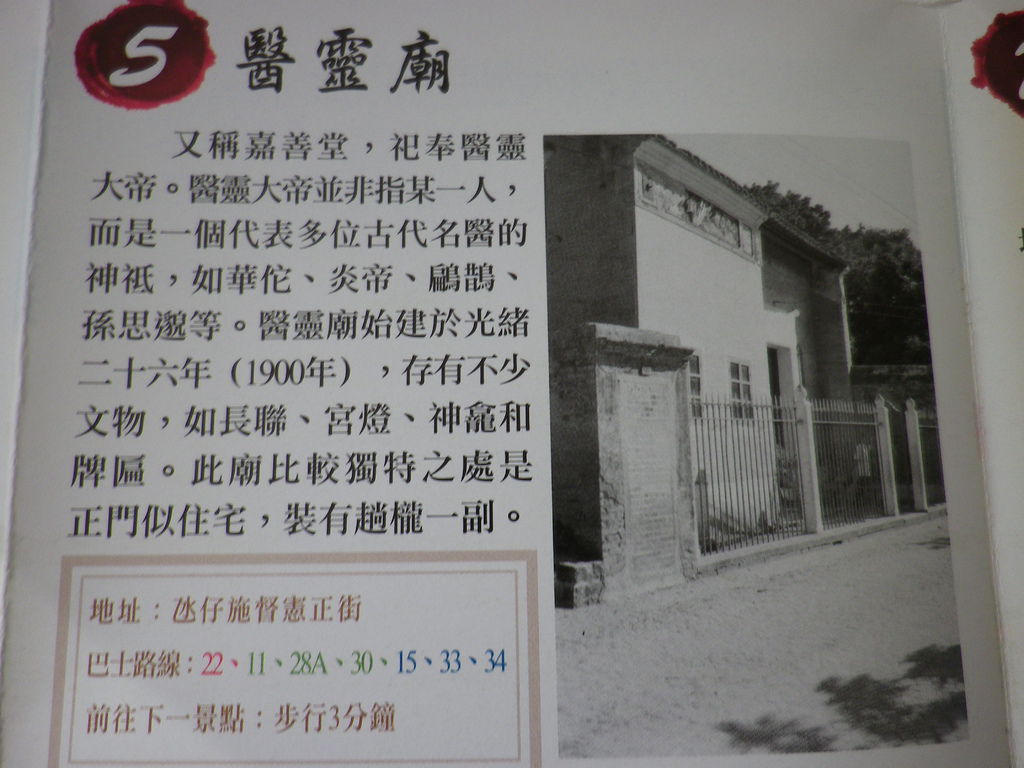 5 醫靈廟
又稱嘉善堂，祀奉醫靈
大帝。醫靈大帝並非指某一人，
而是一個代表多位古代名醫的
神祗，如華佗、炎帝、鶣鵲、
孫思邈等。醫靈廟始建於光緒
二十六年（1900年），存有不少
文物，如長聯、宮燈、神龕和
牌匾。此廟比較獨特之處是
正門似住宅，裝有趟櫳一副。
地址：氹仔施督憲正街
巴士路線：22、11、28A、30、15、33、34
前往下一景點：步行3分鐘